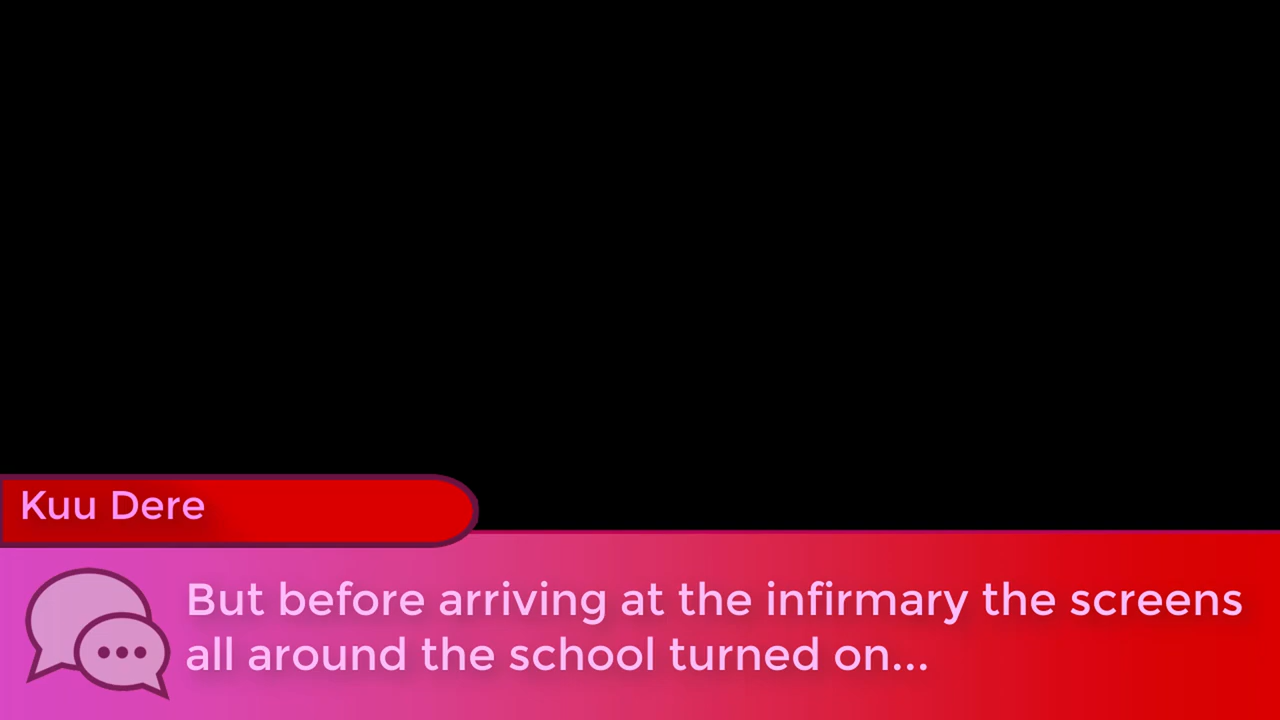 Kuu Dere
But before arriving at the infirmary the screens
all around the school turned on...